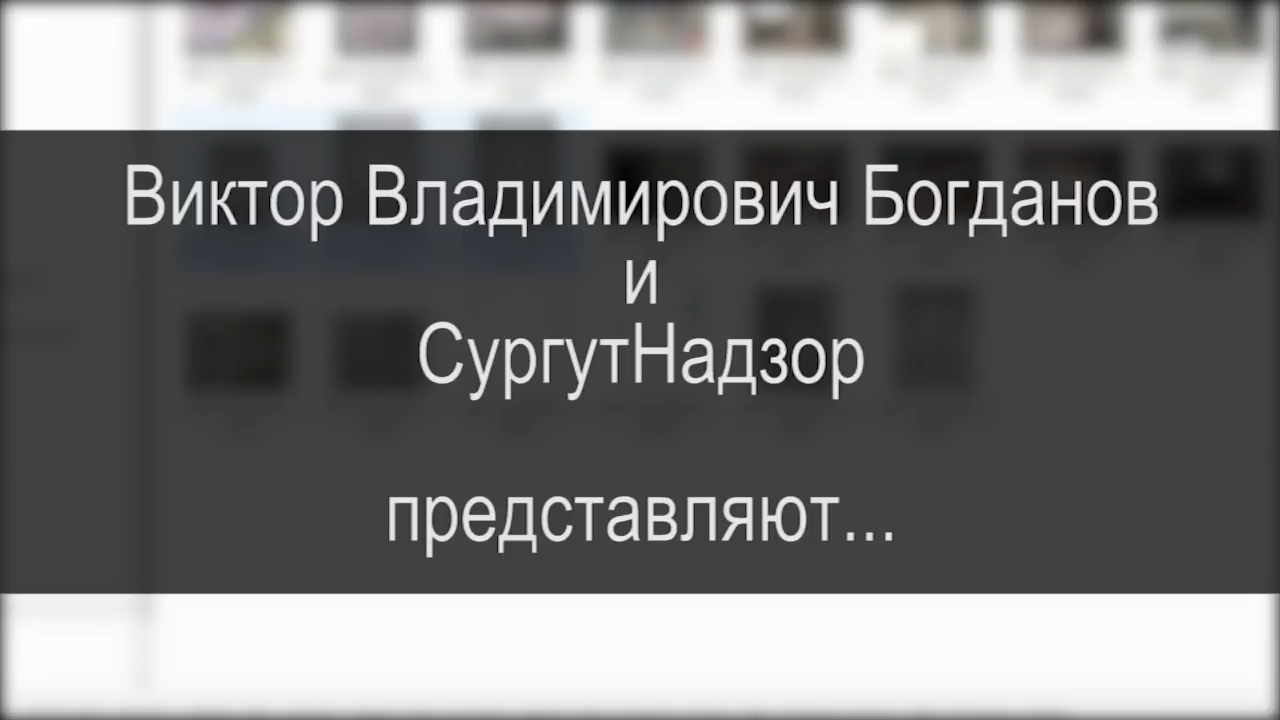 Виктор Владимирович Богданов
и
СургутНадзор
представляют...